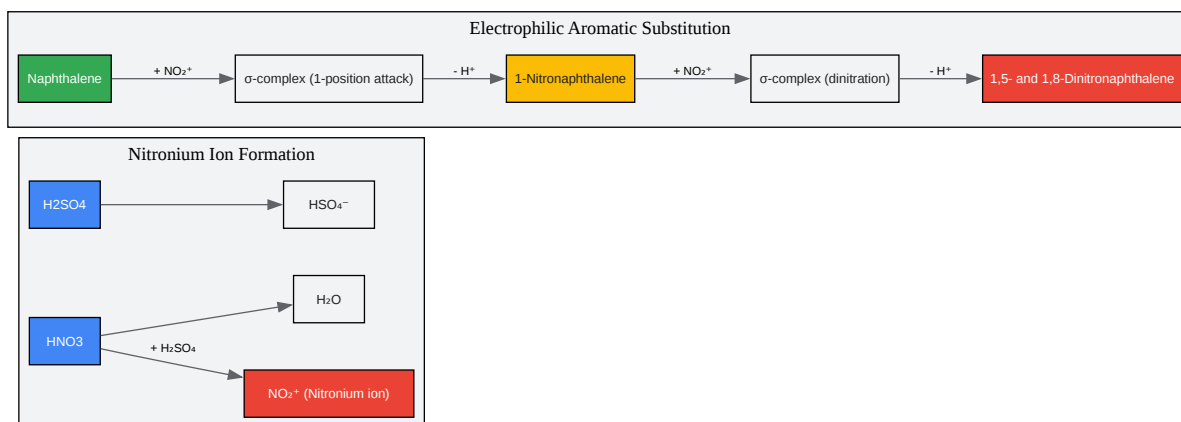 Electrophilic Aromatic Substitution
Naphthalene
+ NO₂⁺
σ-complex (1-position attack)
- H⁺
1-Nitronaphthalene
+ NO₂⁺
σ-complex (dinitration)
- H⁺
1,5- and 1,8-Dinitronaphthalene
Nitronium Ion Formation
H2SO4
HSO₄⁻
H₂O
HNO3
+ H₂SO₄
NO₂⁺ (Nitronium ion)